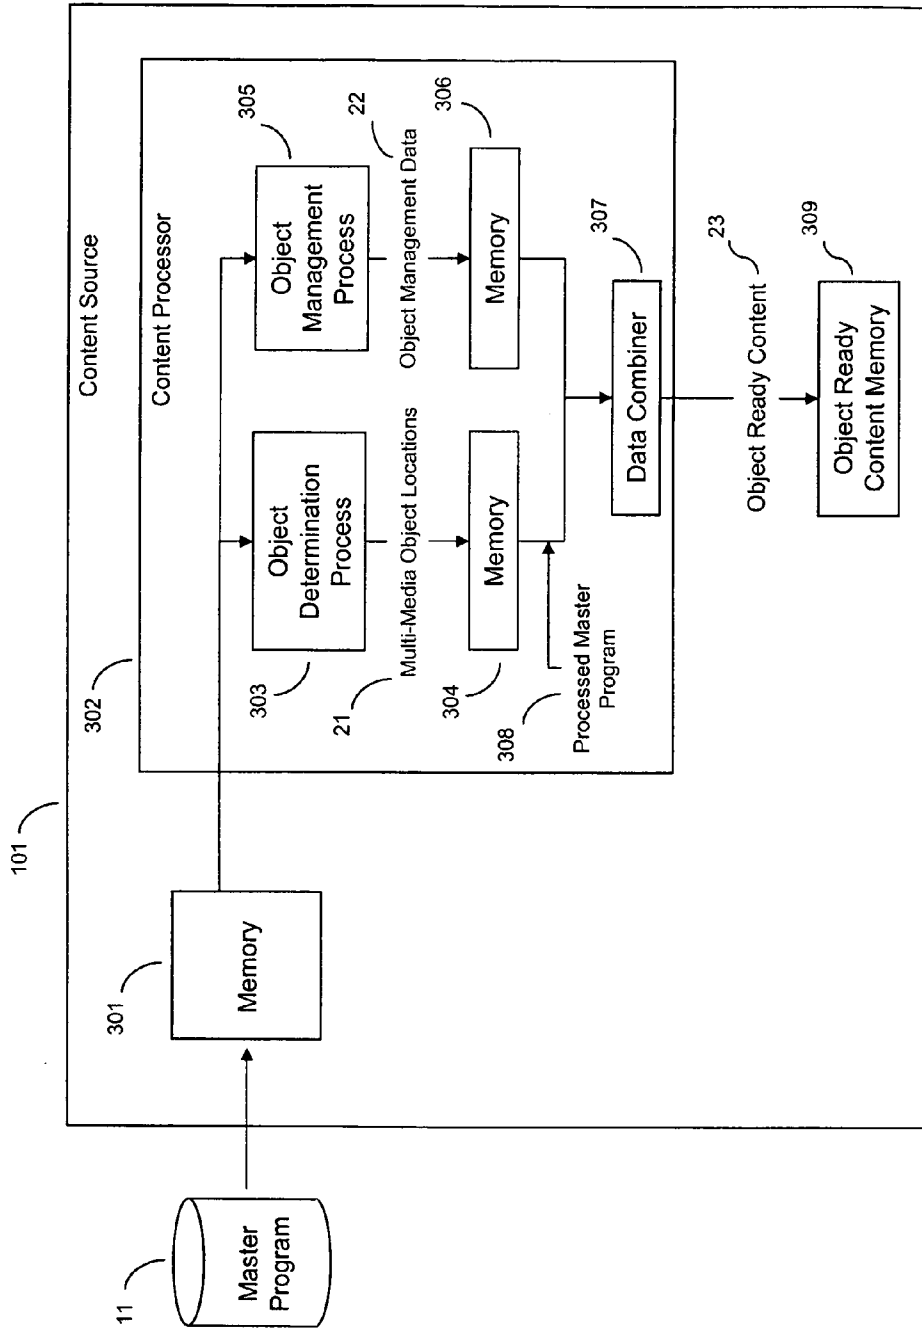 101
Content Source
302
Content Processor
11
Master
Program
301
Memory
303
Object
Determination
Process
305
Object
Management
Process
21
Multi-Media Object Locations
22
Object Management Data
304
Memory
306
Memory
308
Processed Master
Program
307
Data Combiner
23
Object Ready Content
309
Object Ready
Content Memory